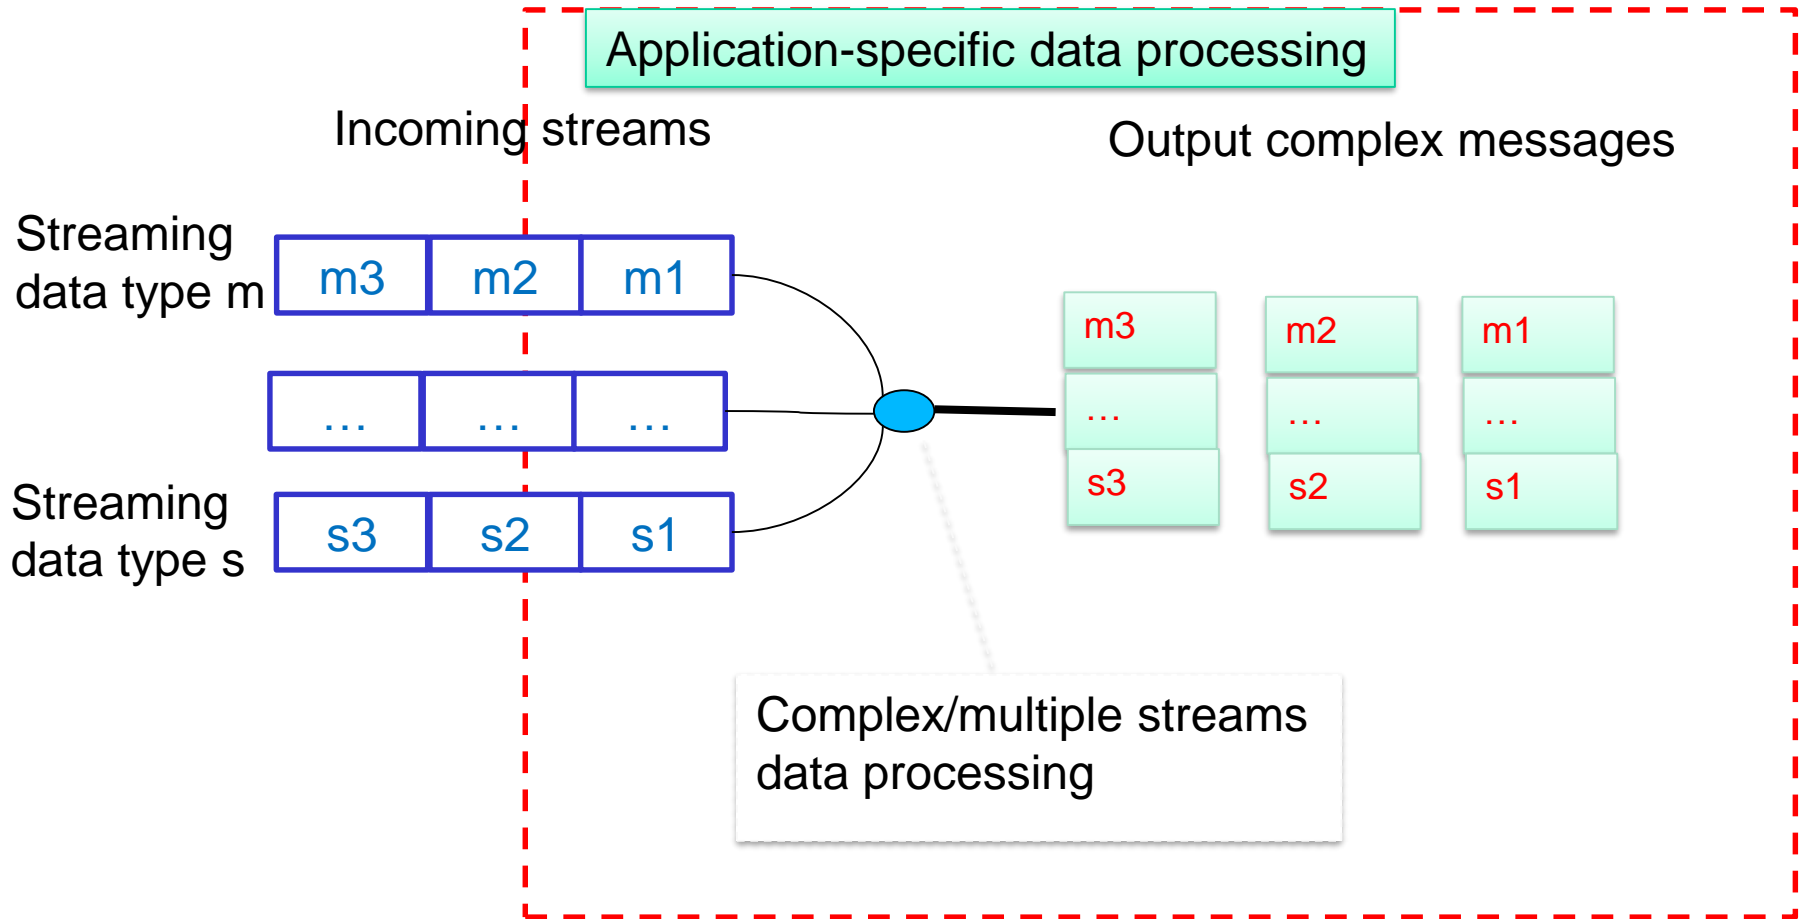 Application-specific data processing
Incoming streams
Output complex messages
Streaming
data type m
m3 m2 m1
… … …
Streaming
data type s
s3 s2 s1
m3 m2 m1
… … …
s3 s2 s1
Complex/multiple streams
data processing